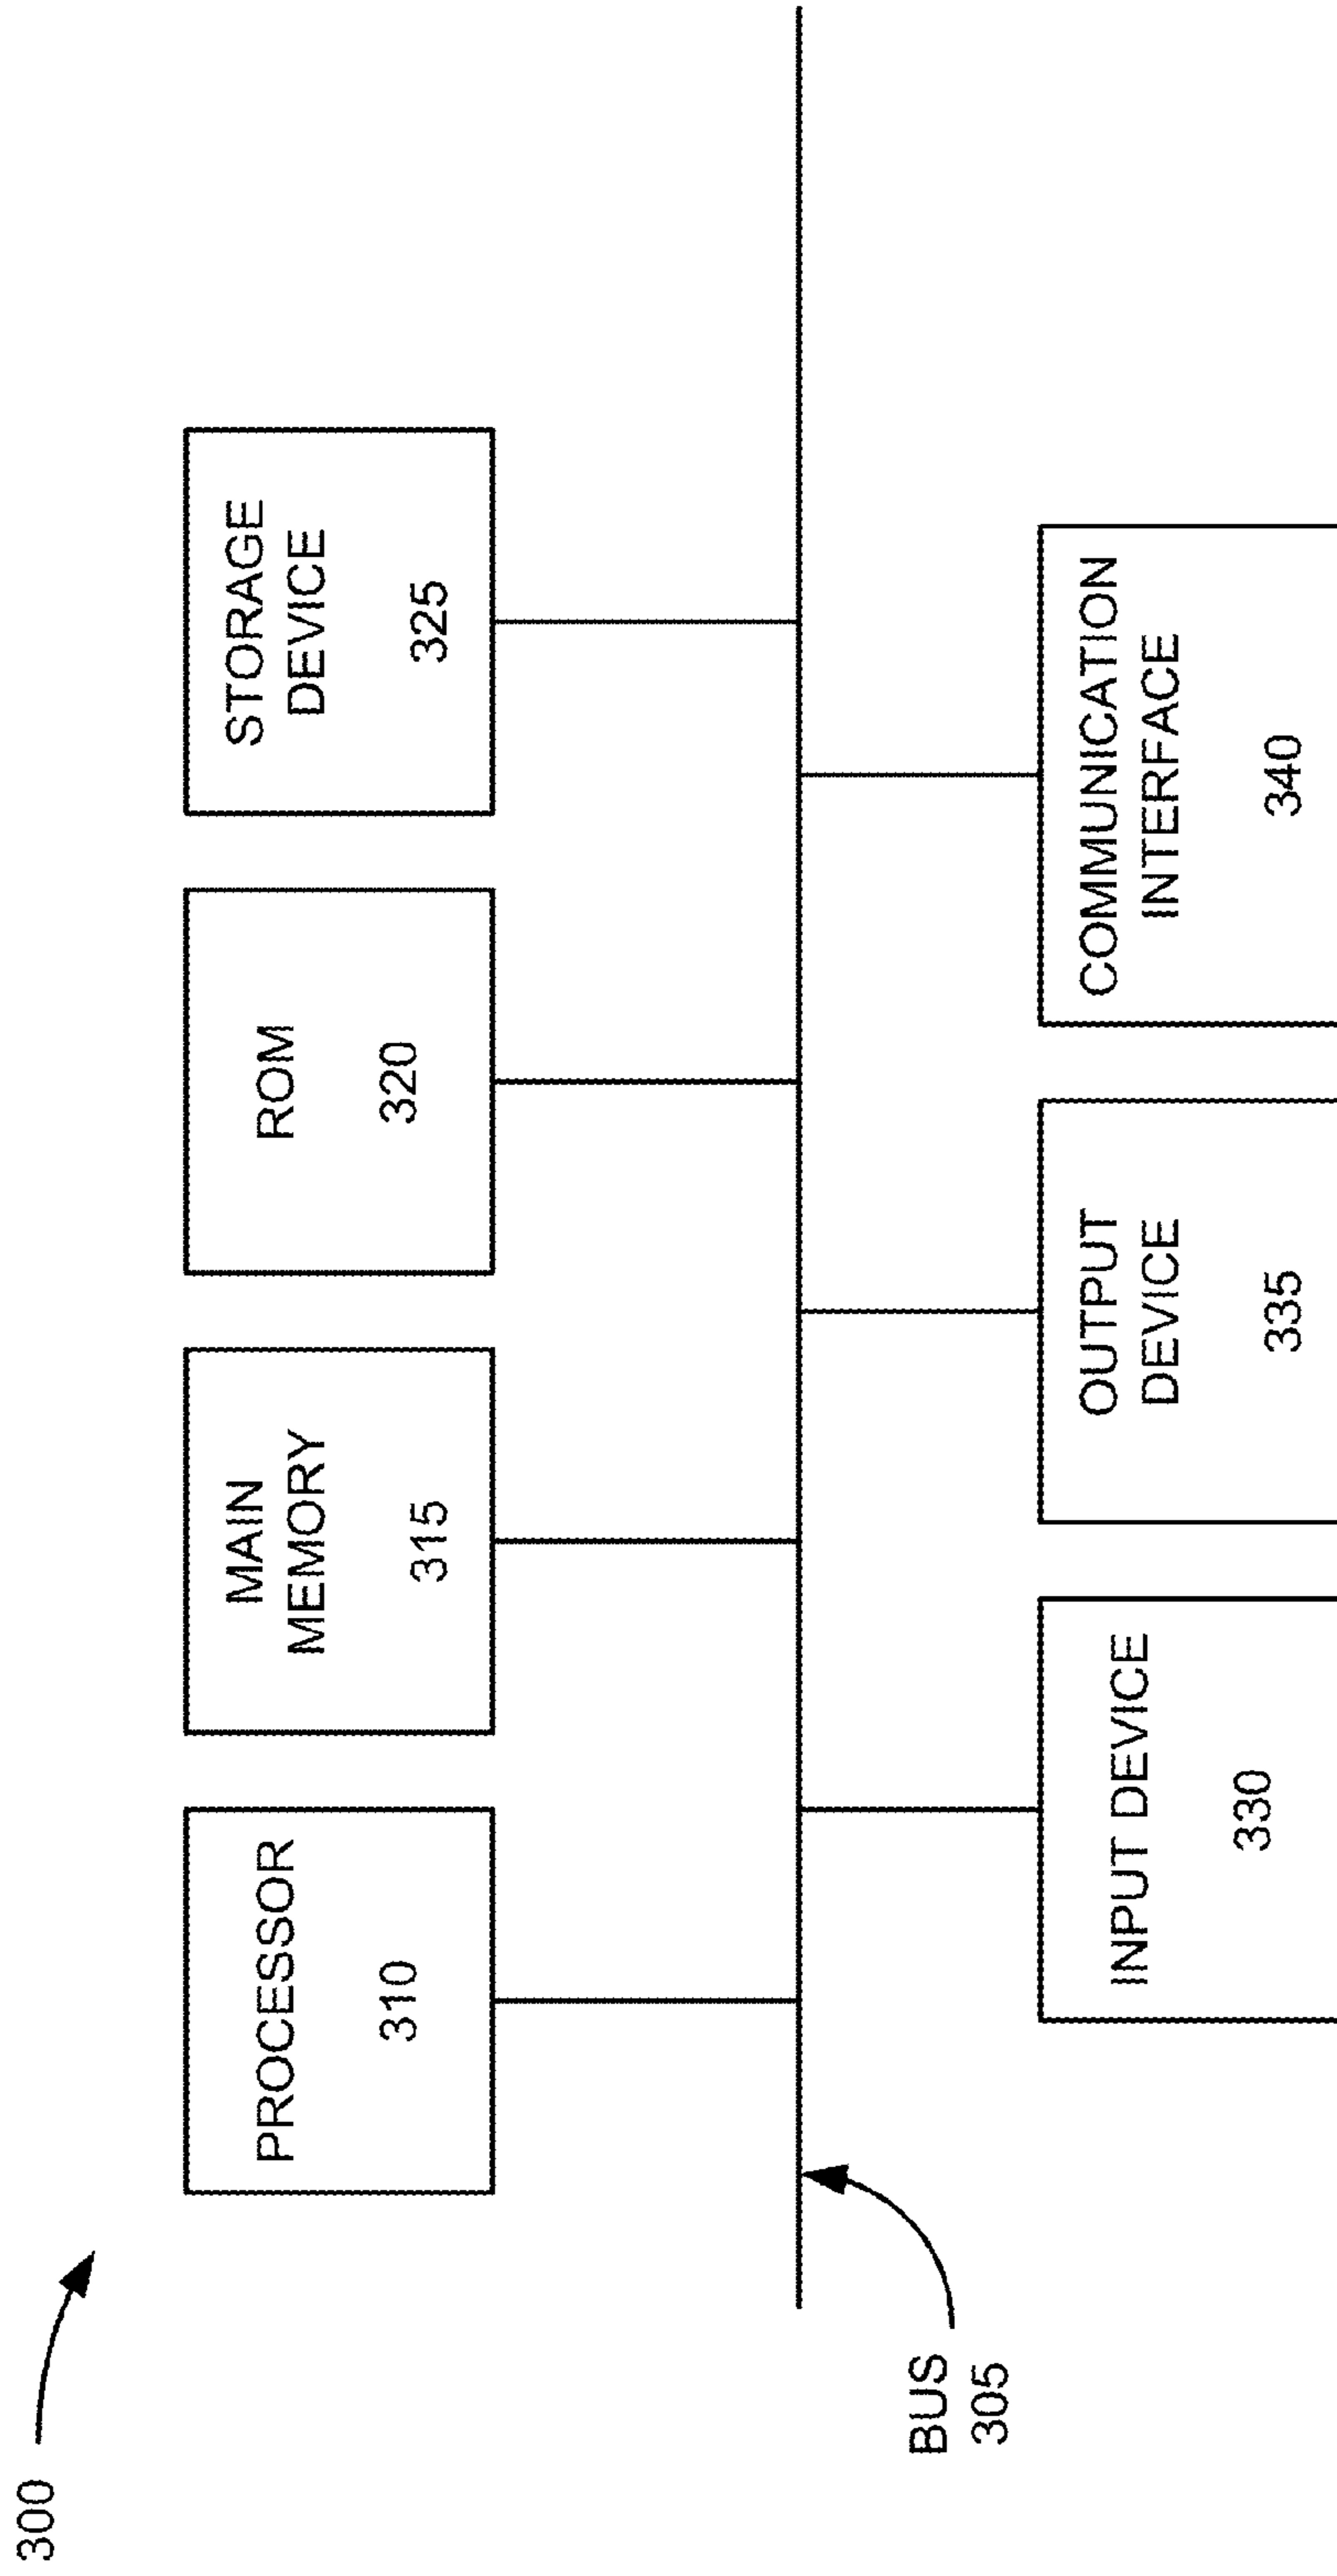 300
PROCESSOR
310
MAIN
MEMORY
315
ROM
320
STORAGE
DEVICE
325
BUS
305
INPUT DEVICE
330
OUTPUT
DEVICE
335
COMMUNICATION
INTERFACE
340